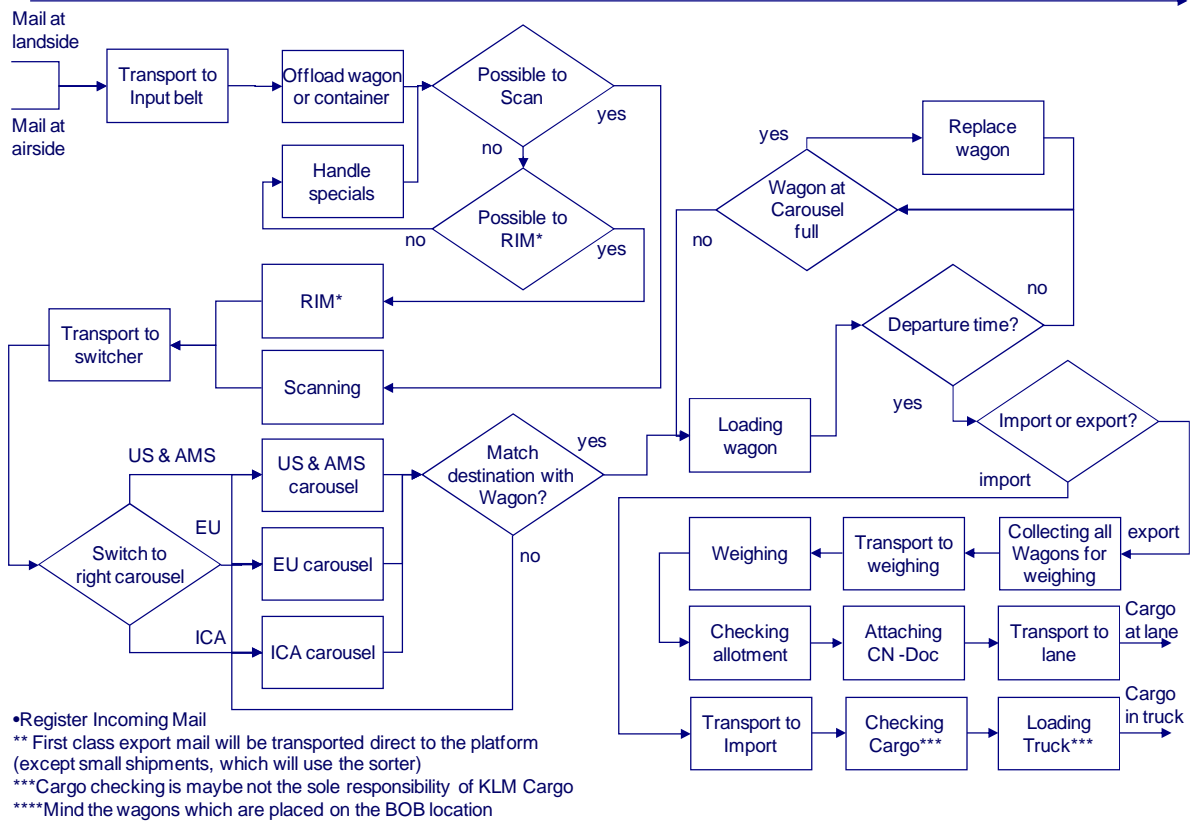 Mail at
landside
Mail at
airside
Transport to
Input belt
Offload wagon
or container
Possible to
Scan
yes
no
Handle
specials
Possible to
RIM*
no
yes
RIM*
Scanning
Transport to
switcher
Switch to
right carousel
US & AMS
EU
ICA
US & AMS
carousel
EU carousel
ICA carousel
Match
destination with
Wagon?
yes
no
Loading
wagon
Wagon at
Carousel
full
yes
no
Replace
wagon
Departure time?
no
yes
Import or export?
import
export
Collecting all
Wagons for
weighing
Transport to
weighing
Weighing
Checking
allotment
Attaching
CN -Doc
Transport to
lane
Cargo
at lane
Transport to
Import
Checking
Cargo***
Loading
Truck***
Cargo
in truck
•Register Incoming Mail
** First class export mail will be transported direct to the platform
(except small shipments, which will use the sorter)
***Cargo checking is maybe not the sole responsibility of KLM Cargo
****Mind the wagons which are placed on the BOB location